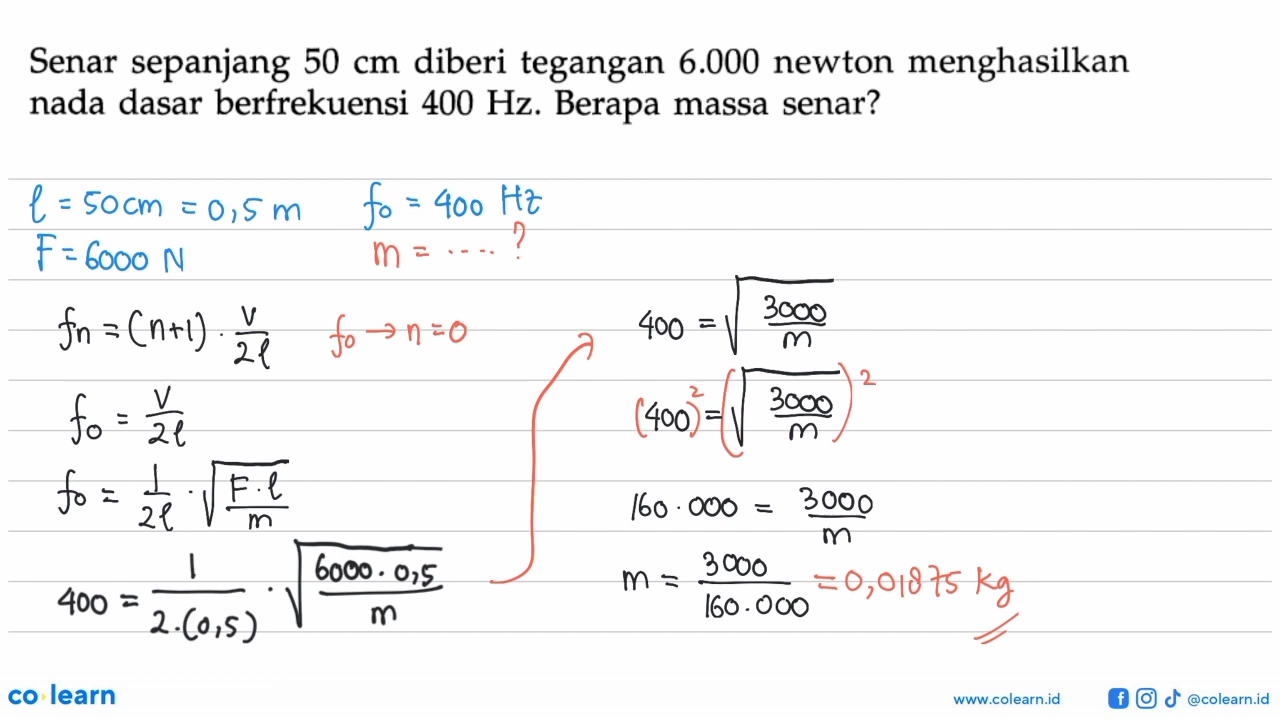 Senar sepanjang 50 cm diberi tegangan 6.000 newton menghasilkan
nada dasar berfrekuensi 400 Hz. Berapa massa senar?
l = 50 cm = 0,5 m
F = 6000 N
f₀ = 400 Hz
m = ..... ?
fn = (n+1) · v/2l
f₀ → n = 0
f₀ = v/2l
f₀ = 1/2l · √(F·l/m)
400 = 1/2.(0,5) · √(6000·0,5/m)
400 = √(3000/m)
(400)² = (√(3000/m))²
160.000 = 3000/m
m = 3000/160.000 = 0,01875 kg
co learn
www.colearn.id
@colearn.id